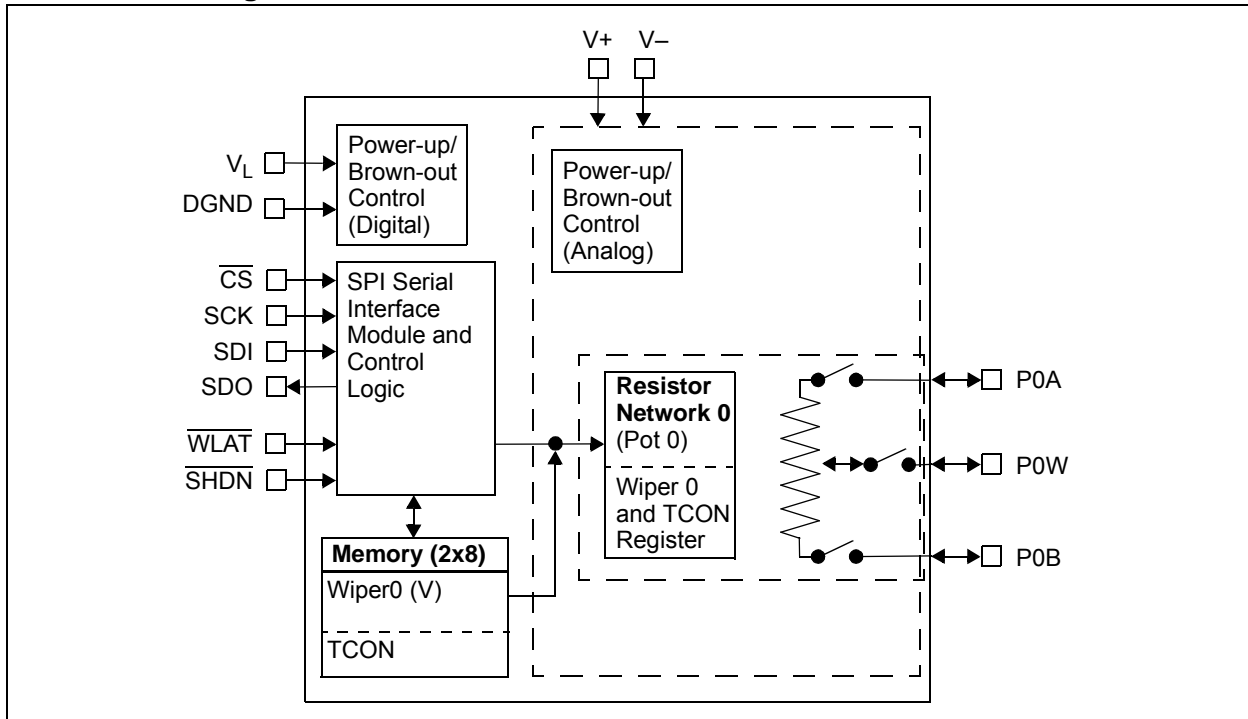 V+ V–
Power-up/
Brown-out
Control
(Digital)
VL
DGND
Power-up/
Brown-out
Control
(Analog)
CS
SCK
SDI
SDO
WLAT
SHDN
SPI Serial
Interface
Module and
Control
Logic
Resistor
Network 0
(Pot 0)
Wiper 0
and TCON
Register
P0A
P0W
P0B
Memory (2x8)
Wiper0 (V)
TCON